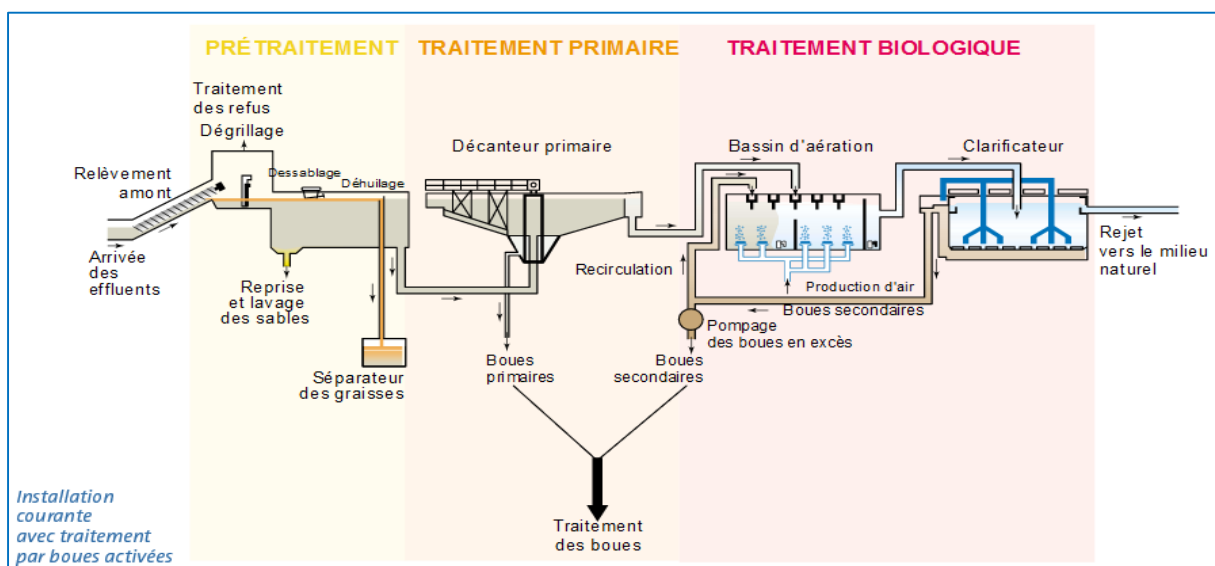 PRÉTRAITEMENT
TRAITEMENT PRIMAIRE
TRAITEMENT BIOLOGIQUE
Traitement
des refus
Dégrillage
Relèvement
amont
Dessablage
Déhuilage
Décanteur primaire
Bassin d'aération
Clarificateur
Arrivée
des
effluents
Reprise
et lavage
des sables
Séparateur
des graisses
Boues
primaires
Recirculation
Production d'air
Boues secondaires
Pompage
des boues en excès
Boues
secondaires
Rejet
vers le milieu
naturel
Traitement
des boues
Installation
courante
avec traitement
par boues activées